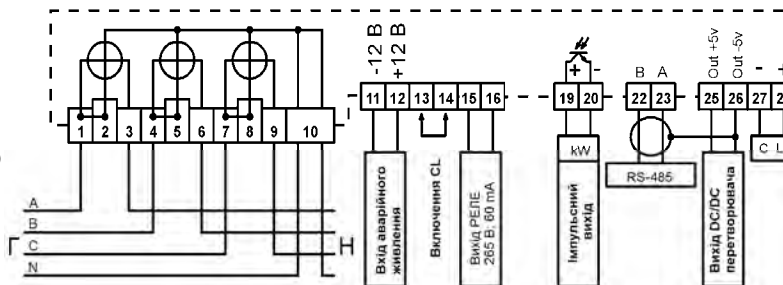 -12 В
+12 В
B A
Out +5v
Out -5v
-
+ -
1 2 3 4 5 6 7 8 9 10
11 12 13 14 15 16
19 20
22 23
25 26 27
kW
RS-485
C L
Вхід аварійного живлення
Включення CL
Вихід РЕЛЕ
265 В; 60 mA
Імпульсний вихід
Вихід DC/DC перетворювача
A
B
Г C Н
N